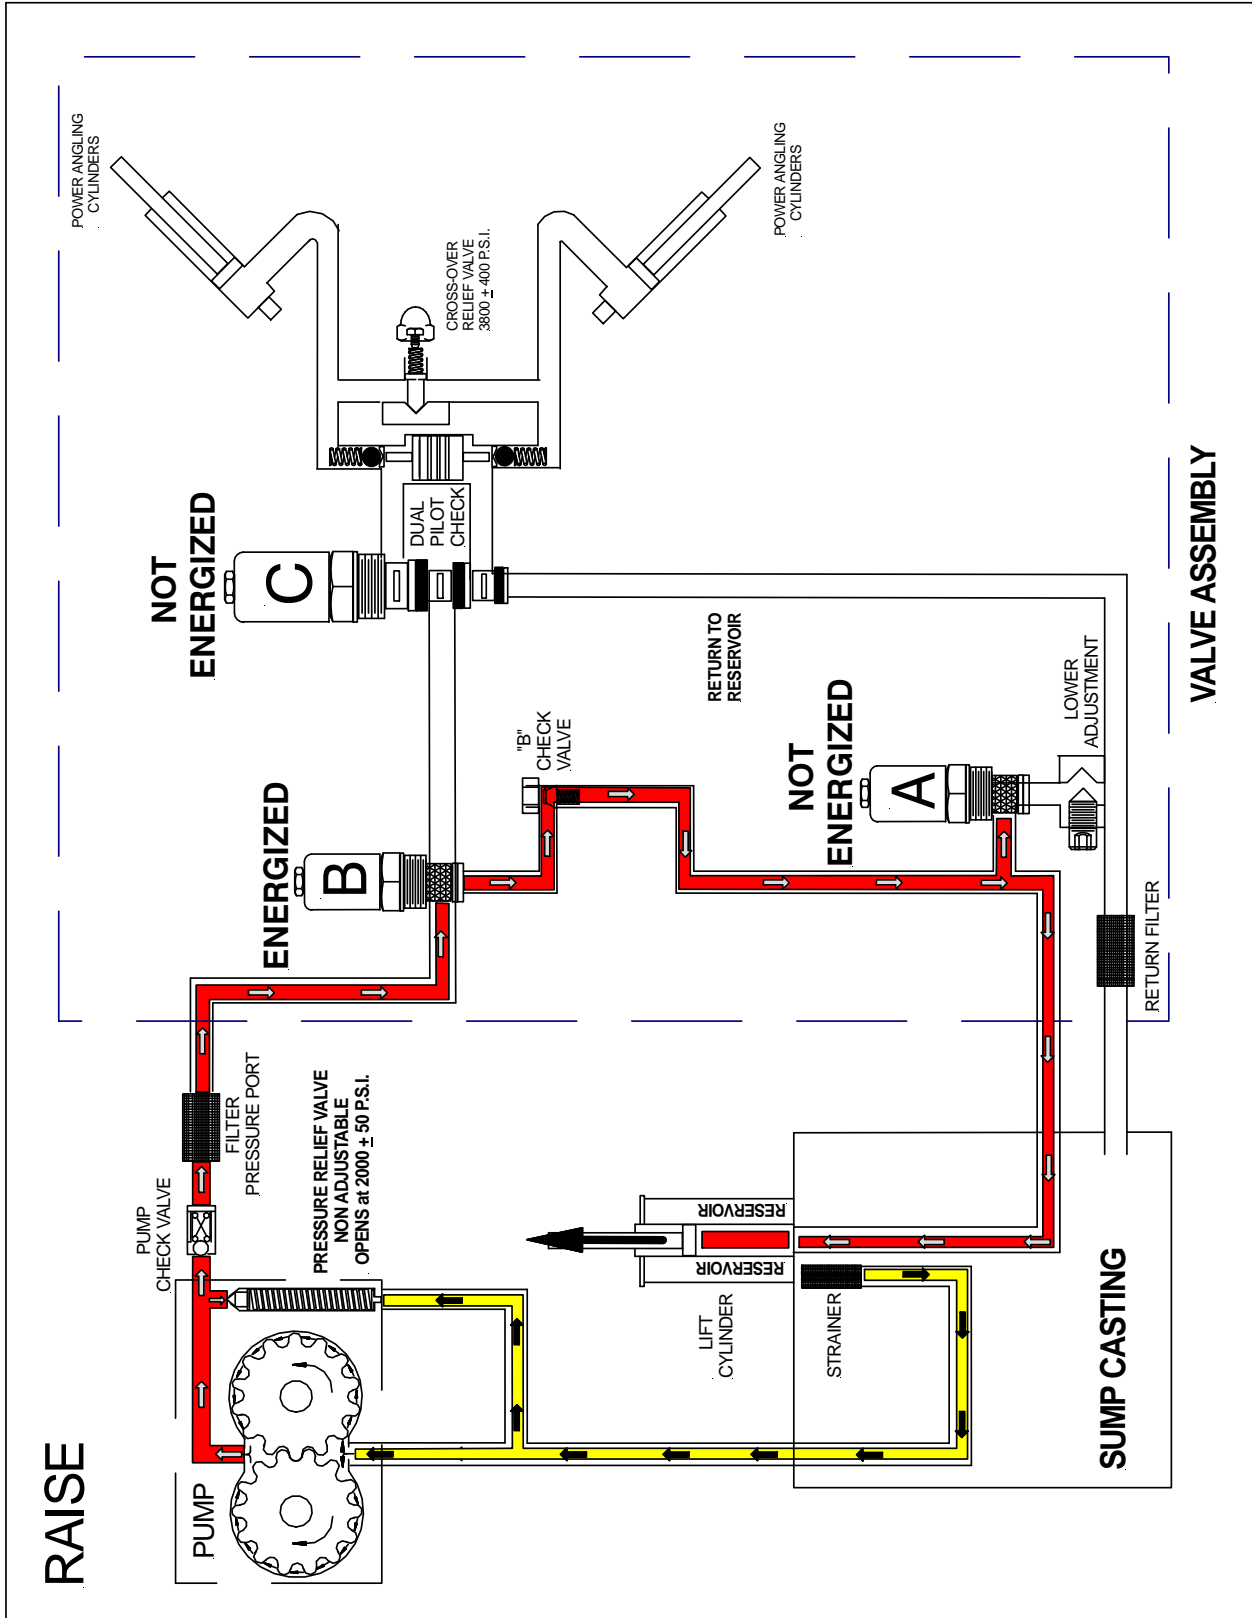 RAISE
PUMP
PUMP
CHECK VALVE
FILTER
PRESSURE PORT
PRESSURE RELIEF VALVE
NON ADJUSTABLE
OPENS at 2000 ± 50 P.S.I.
LIFT
CYLINDER
RESERVOIR
RESERVOIR
STRAINER
SUMP CASTING
ENERGIZED
B
"B"
CHECK
VALVE
NOT
ENERGIZED
C
DUAL
PILOT
CHECK
POWER ANGLING
CYLINDERS
CROSS-OVER
RELIEF VALVE
3800 ± 400 P.S.I.
POWER ANGLING
CYLINDERS
RETURN TO
RESERVOIR
NOT
ENERGIZED
A
LOWER
ADJUSTMENT
RETURN FILTER
VALVE ASSEMBLY